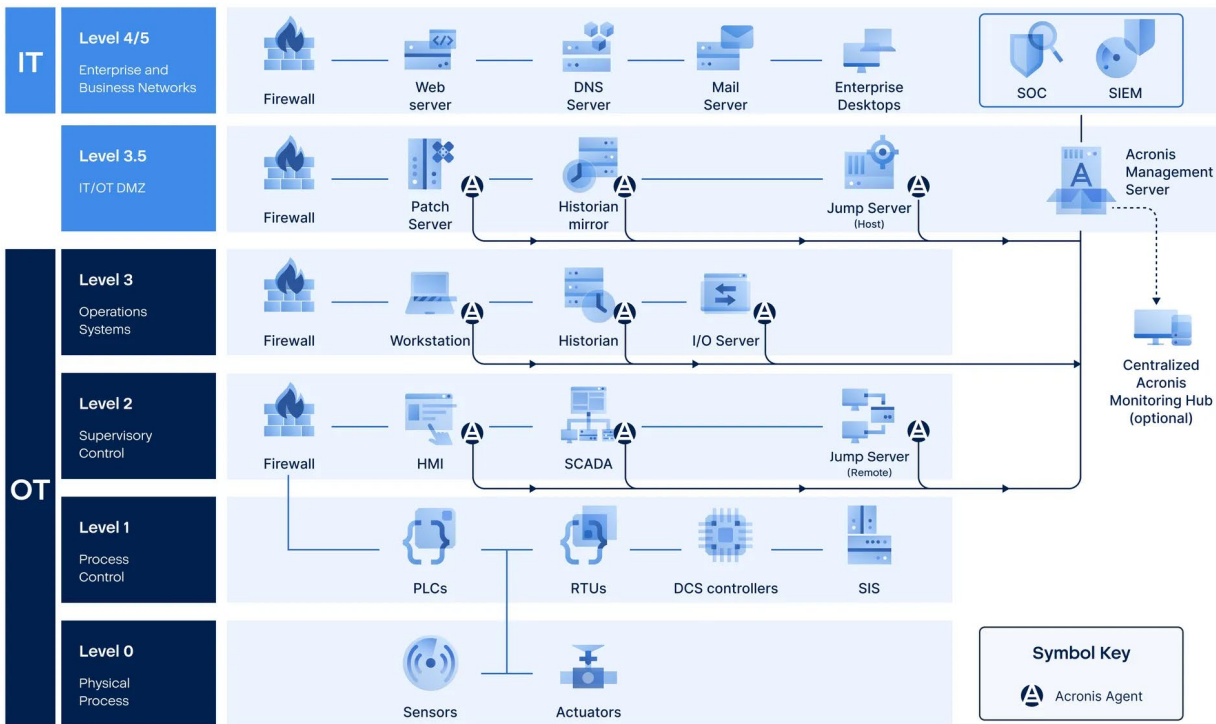 IT
Level 4/5
Enterprise and
Business Networks
Firewall
Web
server
DNS
Server
Mail
Server
Enterprise
Desktops
SOC
SIEM
Level 3.5
IT/OT DMZ
Firewall
Patch
Server
Historian
mirror
Jump Server
(Host)
Acronis
Management
Server
OT
Level 3
Operations
Systems
Firewall
Workstation
Historian
I/O Server
Centralized
Acronis
Monitoring Hub
(optional)
Level 2
Supervisory
Control
Firewall
HMI
SCADA
Jump Server
(Remote)
Level 1
Process
Control
PLCs
RTUs
DCS controllers
SIS
Level 0
Physical
Process
Sensors
Actuators
Symbol Key
Acronis Agent